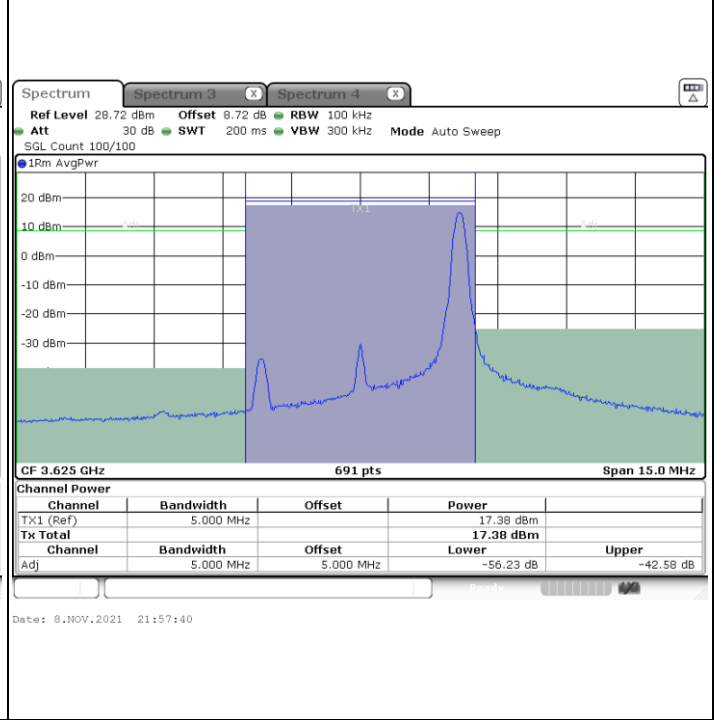 Spectrum Spectrum 3 X Spectrum 4 X
Ref Level 28.72 dBm Offset 8.72 dB RBW 100 kHz
Att 30 dB SWT 200 ms VBW 300 kHz Mode Auto Sweep
SGL Count 100/100
1Rm AvgPwr
20 dBm
TX1
10 dBm Adj Adj
0 dBm
-10 dBm
-20 dBm
-30 dBm
CF 3.625 GHz 691 pts Span 15.0 MHz
Channel Power
Channel Bandwidth Offset Power
TX1 (Ref) 5.000 MHz 17.38 dBm
Tx Total 17.38 dBm
Channel Bandwidth Offset Lower Upper
Adj 5.000 MHz 5.000 MHz -56.23 dB -42.58 dB
Ready
Date: 8.NOV.2021 21:57:40